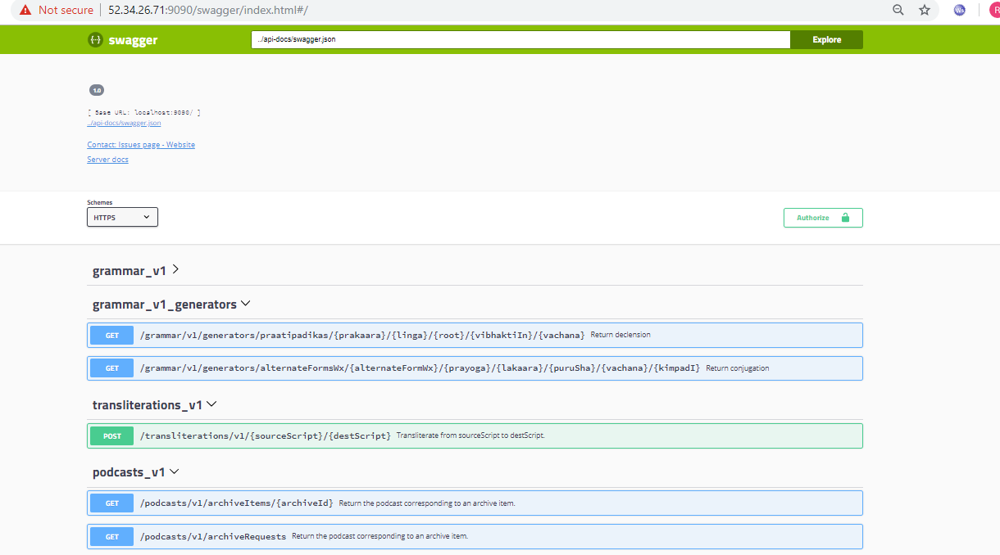 Not secure | 52.34.26.71:9090/swagger/index.html#/
{··} swagger ../api-docs/swagger.json Explore
1.0
[ Base URL: localhost:9090/ ]
../api-docs/swagger.json
Contact: Issues page - Website
Server docs
Schemes
HTTPS
Authorize
grammar_v1
grammar_v1_generators
GET /grammar/v1/generators/praatipadikas/{prakaara}/{linga}/{root}/{vibhaktiIn}/{vachana} Return declension
GET /grammar/v1/generators/alternateFormsWx/{alternateFormWx}/{prayoga}/{lakaara}/{puruSha}/{vachana}/{kimpadI} Return conjugation
transliterations_v1
POST /transliterations/v1/{sourceScript}/{destScript} Transliterate from sourceScript to destScript.
podcasts_v1
GET /podcasts/v1/archiveItems/{archiveId} Return the podcast corresponding to an archive item.
GET /podcasts/v1/archiveRequests Return the podcast corresponding to an archive item.